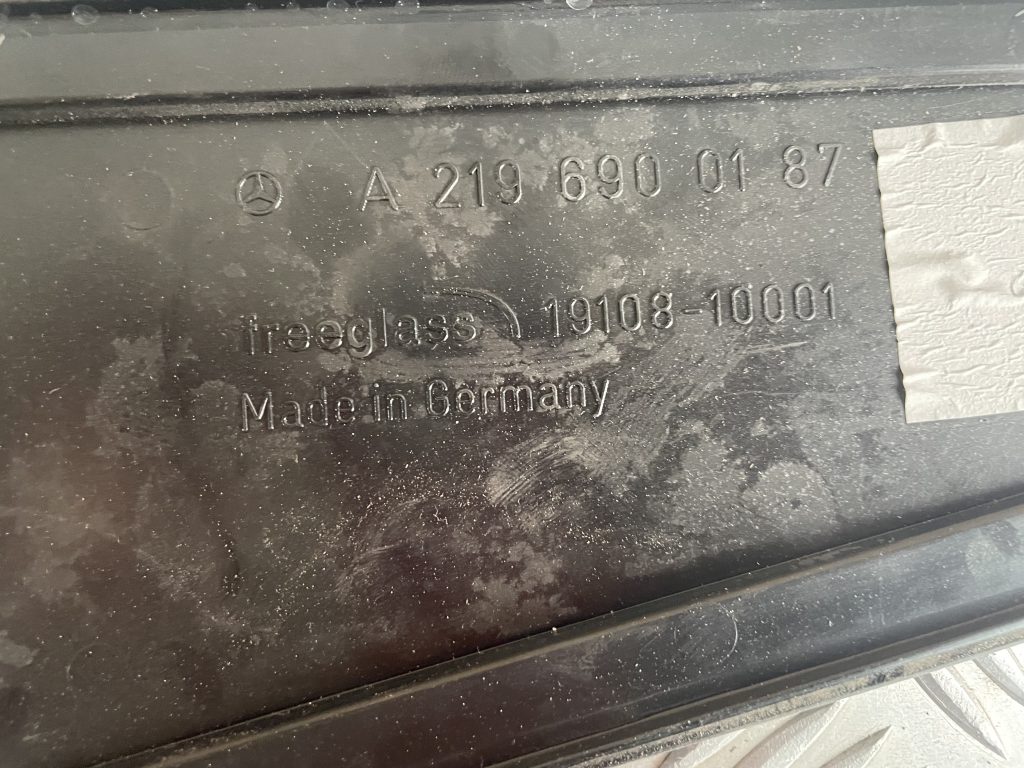 A 219 690 01 87
freeglass 19108-10001
Made in Germany